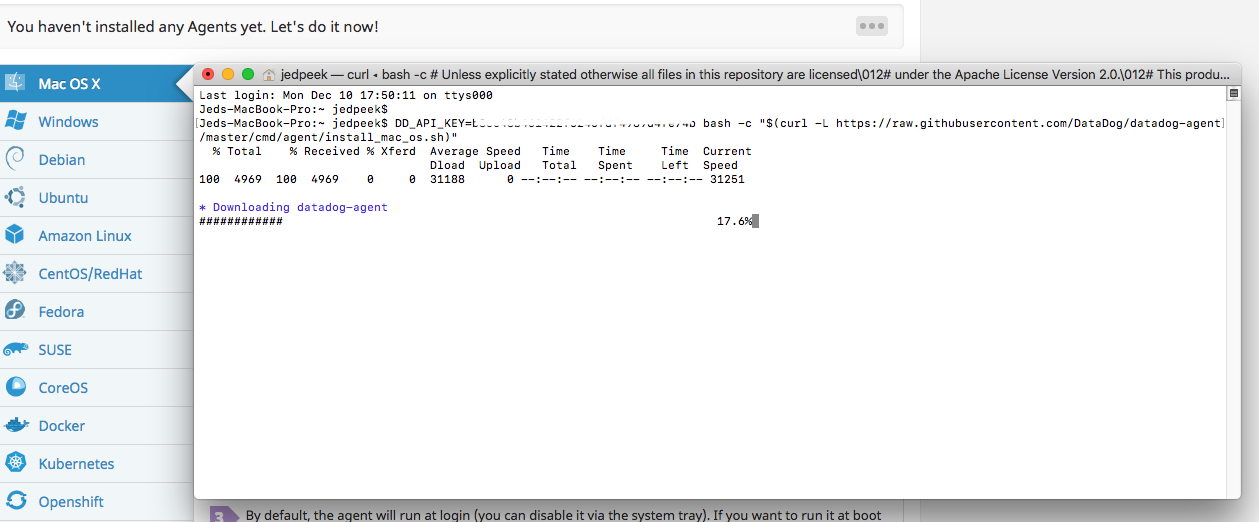 You haven't installed any Agents yet. Let's do it now!
Mac OS X
Windows
Debian
Ubuntu
Amazon Linux
CentOS/RedHat
Fedora
SUSE
CoreOS
Docker
Kubernetes
Openshift
jedpeek — curl ◂ bash -c # Unless explicitly stated otherwise all files in this repository are licensed\012# under the Apache License Version 2.0.\012# This produ...
Last login: Mon Dec 10 17:50:11 on ttys000
Jeds-MacBook-Pro:~ jedpeek$
[Jeds-MacBook-Pro:~ jedpeek$ DD_API_KEY= bash -c "$(curl -L https://raw.githubusercontent.com/DataDog/datadog-agent]
/master/cmd/agent/install_mac_os.sh)"
% Total % Received % Xferd Average Speed Time Time Time Current
Dload Upload Total Spent Left Speed
100 4969 100 4969 0 0 31188 0 --:--:-- --:--:-- --:--:-- 31251
* Downloading datadog-agent
############ 17.6%
3 By default, the agent will run at login (you can disable it via the system tray). If you want to run it at boot